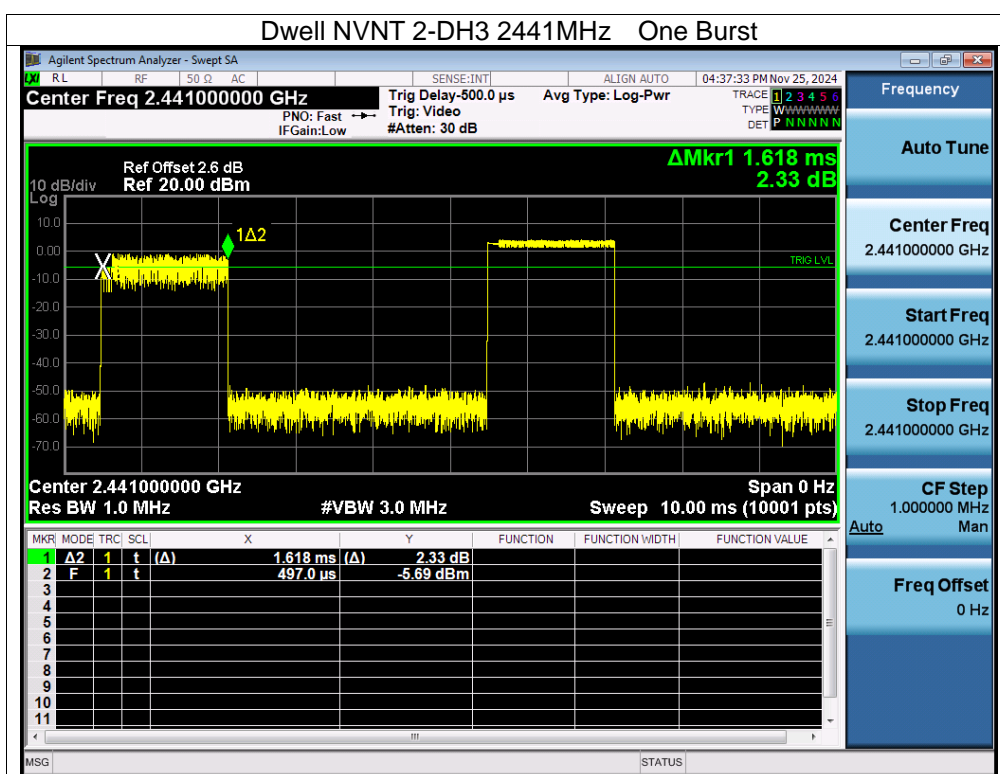 Dwell NVNT 2-DH3 2441MHz One Burst
Agilent Spectrum Analyzer - Swept SA
LXI RL RF 50 Ω AC SENSE:INT ALIGN AUTO 04:37:33 PM Nov 25, 2024
Center Freq 2.441000000 GHz Trig Delay-500.0 µs Avg Type: Log-Pwr TRACE 1 2 3 4 5 6
PNO: Fast Trig: Video TYPE WWWWWW
IFGain:Low #Atten: 30 dB DET P N N N N N
Frequency
Auto Tune
Center Freq
2.441000000 GHz
Start Freq
2.441000000 GHz
Stop Freq
2.441000000 GHz
CF Step
1.000000 MHz
Auto Man
Freq Offset
0 Hz
ΔMkr1 1.618 ms
2.33 dB
Ref Offset 2.6 dB
10 dB/div Ref 20.00 dBm
Log
10.0
0.00
-10.0
-20.0
-30.0
-40.0
-50.0
-60.0
-70.0
1Δ2
X
TRIG LVL
Center 2.441000000 GHz Span 0 Hz
Res BW 1.0 MHz #VBW 3.0 MHz Sweep 10.00 ms (10001 pts)
MKR MODE TRC SCL X Y FUNCTION FUNCTION WIDTH FUNCTION VALUE
1 Δ2 1 t (Δ) 1.618 ms (Δ) 2.33 dB
2 F 1 t 497.0 µs -5.69 dBm
3
4
5
6
7
8
9
10
11
MSG STATUS